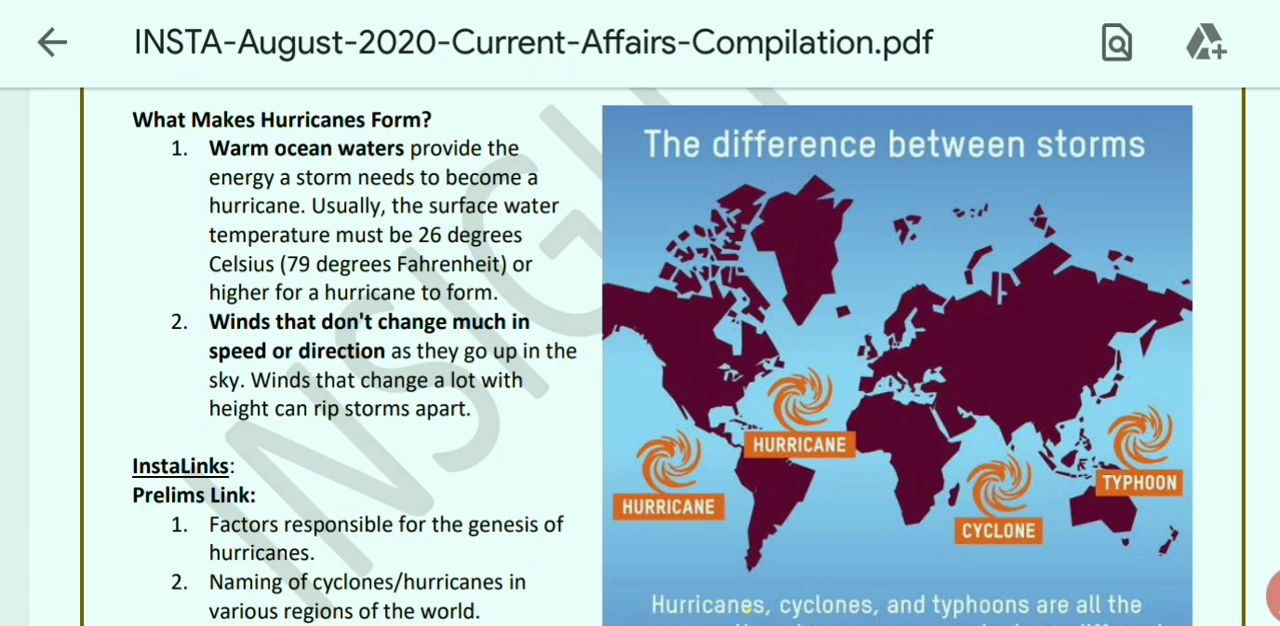 INSTA-August-2020-Current-Affairs-Compilation.pdf
What Makes Hurricanes Form?
1. Warm ocean waters provide the
energy a storm needs to become a
hurricane. Usually, the surface water
temperature must be 26 degrees
Celsius (79 degrees Fahrenheit) or
higher for a hurricane to form.
2. Winds that don't change much in
speed or direction as they go up in the
sky. Winds that change a lot with
height can rip storms apart.
InstaLinks:
Prelims Link:
1. Factors responsible for the genesis of
hurricanes.
2. Naming of cyclones/hurricanes in
various regions of the world.
The difference between storms
HURRICANE
HURRICANE
TYPHOON
CYCLONE
Hurricanes, cyclones, and typhoons are all the
INSIG